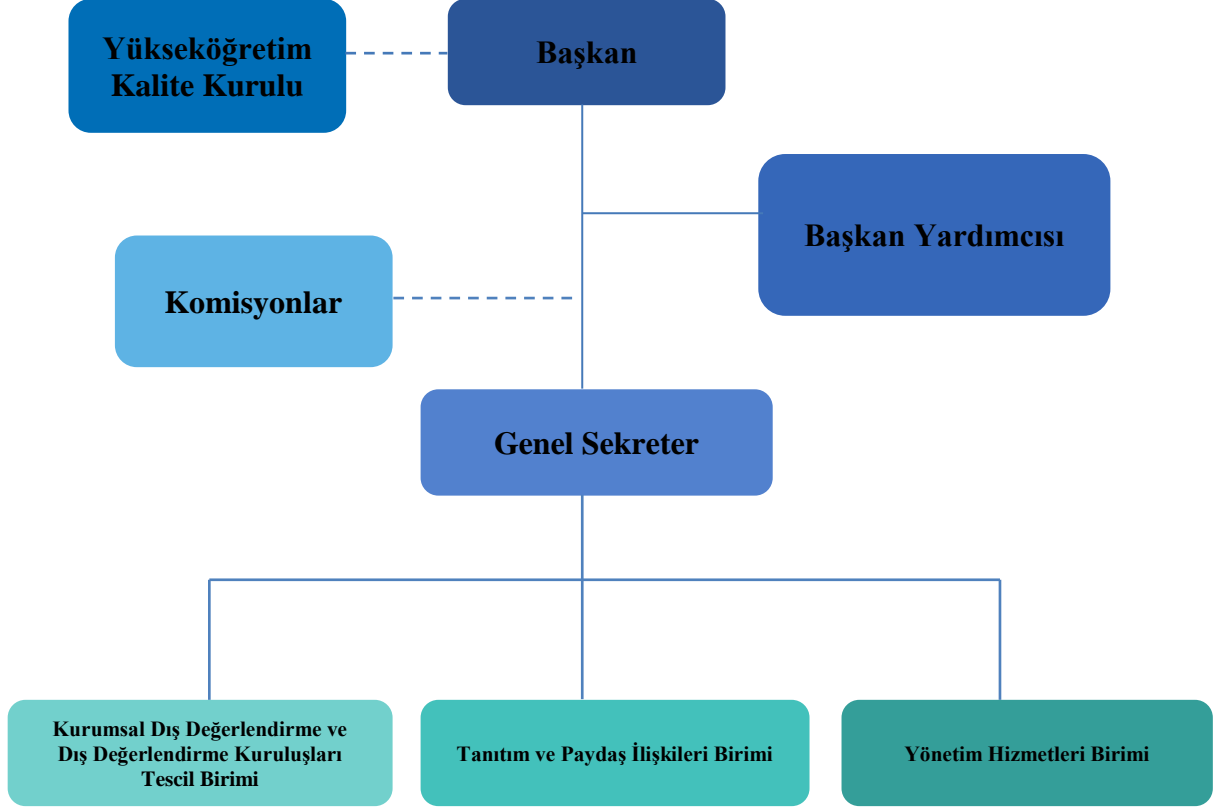 Yükseköğretim
Kalite Kurulu
Başkan
Başkan Yardımcısı
Komisyonlar
Genel Sekreter
Kurumsal Dış Değerlendirme ve
Dış Değerlendirme Kuruluşları
Tescil Birimi
Tanıtım ve Paydaş İlişkileri Birimi
Yönetim Hizmetleri Birimi